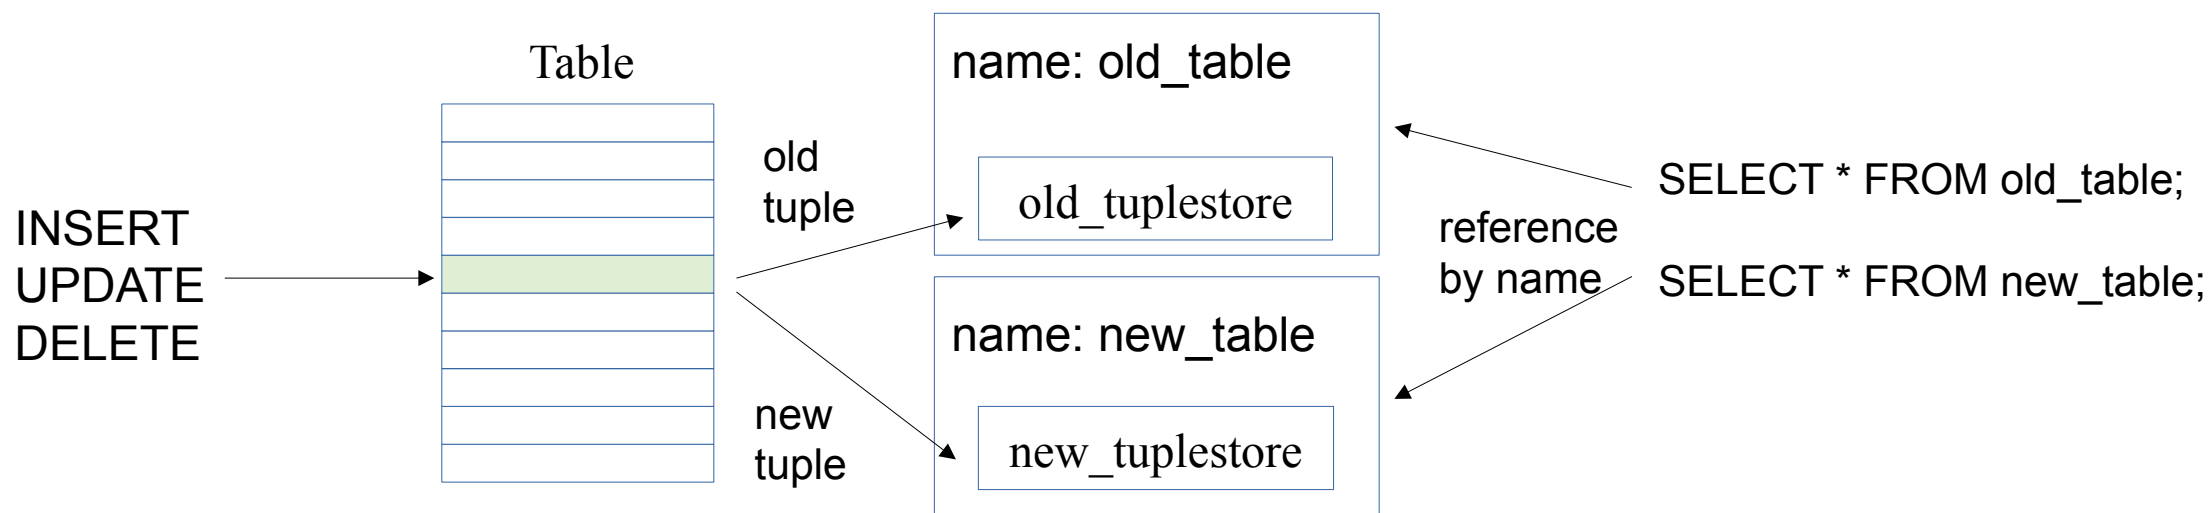 INSERT
UPDATE
DELETE
Table
old
tuple
new
tuple
name: old_table
old_tuplestore
name: new_table
new_tuplestore
reference
by name
SELECT * FROM old_table;
SELECT * FROM new_table;